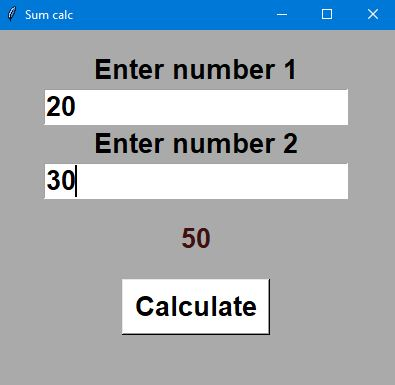 Sum calc
Enter number 1
20
Enter number 2
30
50
Calculate